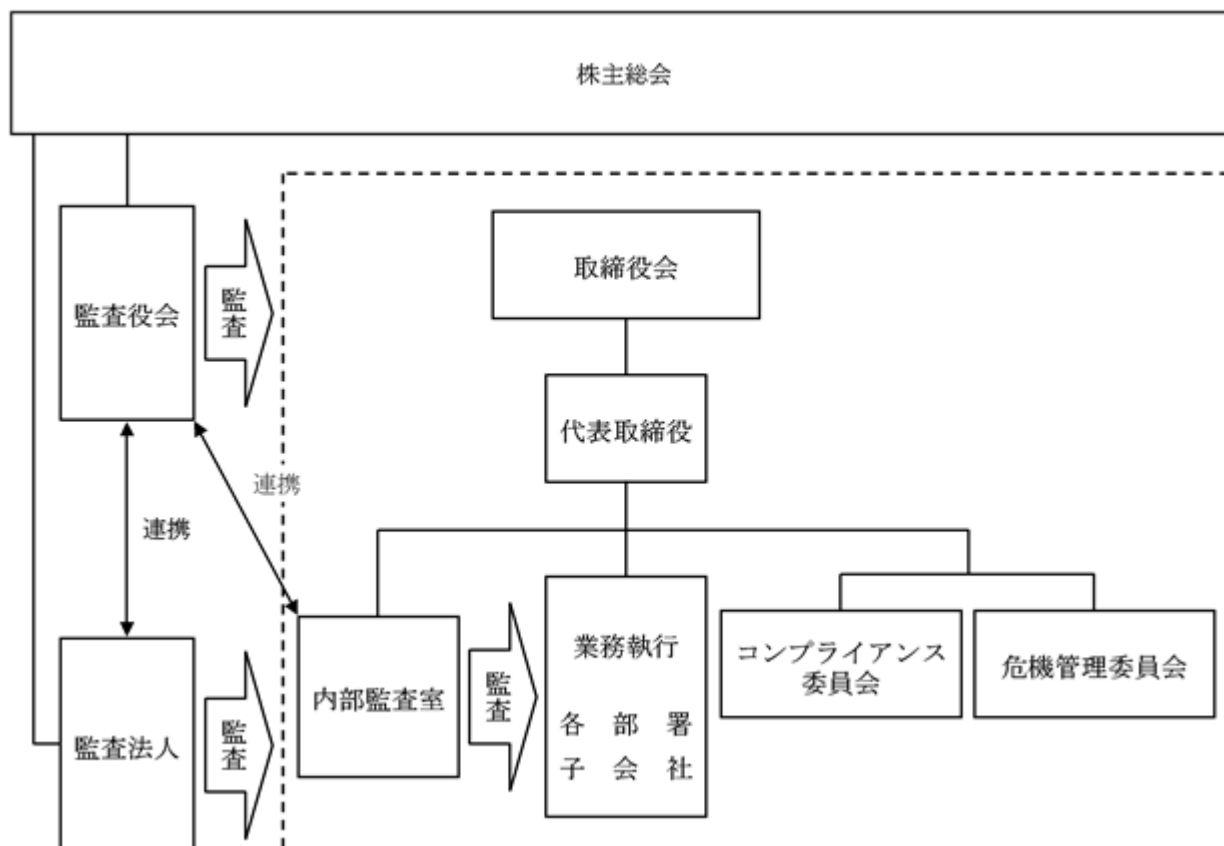 株主総会
取締役会
監査役会
監査
代表取締役
連携
連携
業務執行
コンプライアンス
委員会
危機管理委員会
内部監査室
監査
各部署
子会社
監査法人
監査